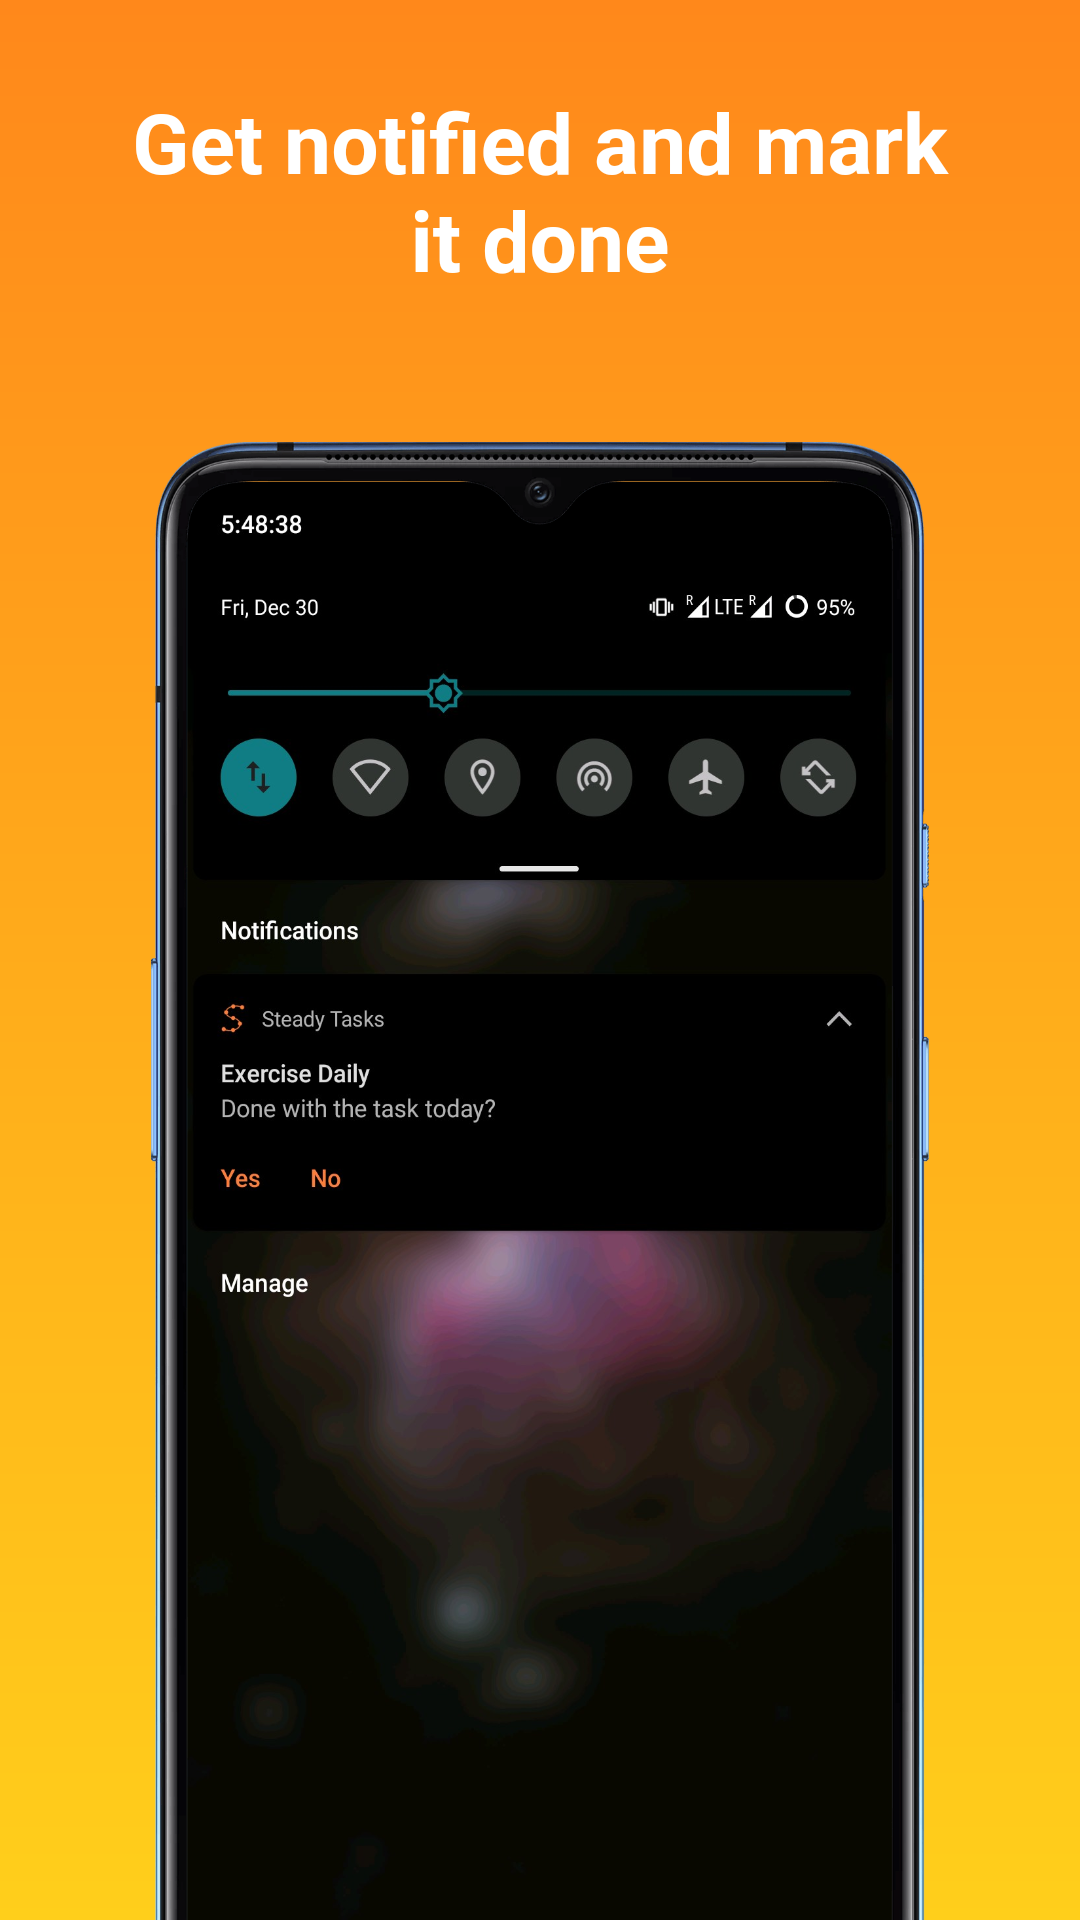 Get notified and mark
it done
5:48:38
Fri, Dec 30
R LTE R 95%
Notifications
Steady Tasks
Exercise Daily
Done with the task today?
Yes No
Manage